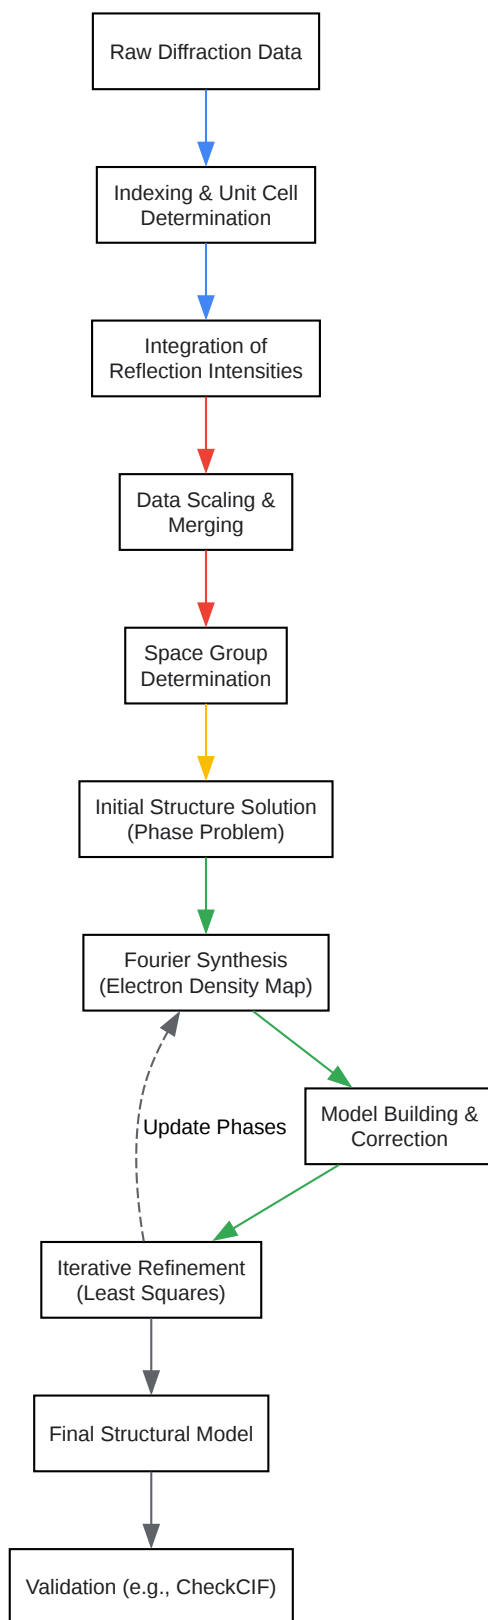 Raw Diffraction Data
Indexing & Unit Cell
Determination
Integration of
Reflection Intensities
Data Scaling &
Merging
Space Group
Determination
Initial Structure Solution
(Phase Problem)
Fourier Synthesis
(Electron Density Map)
Model Building &
Correction
Update Phases
Iterative Refinement
(Least Squares)
Final Structural Model
Validation (e.g., CheckCIF)